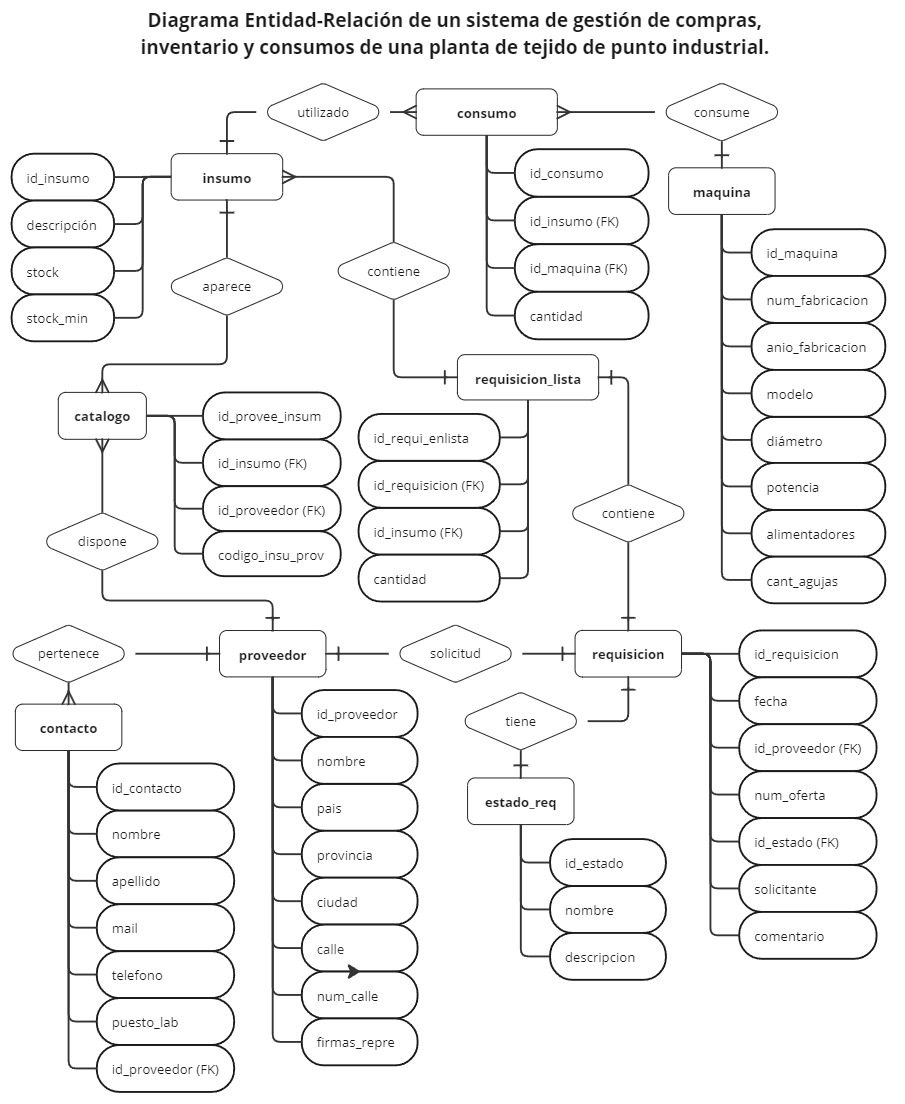 Diagrama Entidad-Relación de un sistema de gestión de compras,
inventario y consumos de una planta de tejido de punto industrial.
utilizado
consumo
consume
insumo
id_insumo
descripción
stock
stock_min
id_consumo
id_insumo (FK)
id_maquina (FK)
cantidad
maquina
id_maquina
num_fabricacion
anio_fabricacion
modelo
diámetro
potencia
alimentadores
cant_agujas
aparece
contiene
requisicion_lista
id_requi_enlista
id_requisicion (FK)
id_insumo (FK)
cantidad
catalogo
id_provee_insum
id_insumo (FK)
id_proveedor (FK)
codigo_insu_prov
dispone
contiene
pertenece
proveedor
solicitud
requisicion
id_requisicion
fecha
id_proveedor (FK)
num_oferta
id_estado (FK)
solicitante
comentario
contacto
id_contacto
nombre
apellido
mail
telefono
puesto_lab
id_proveedor (FK)
id_proveedor
nombre
pais
provincia
ciudad
calle
num_calle
firmas_repre
tiene
estado_req
id_estado
nombre
descripcion